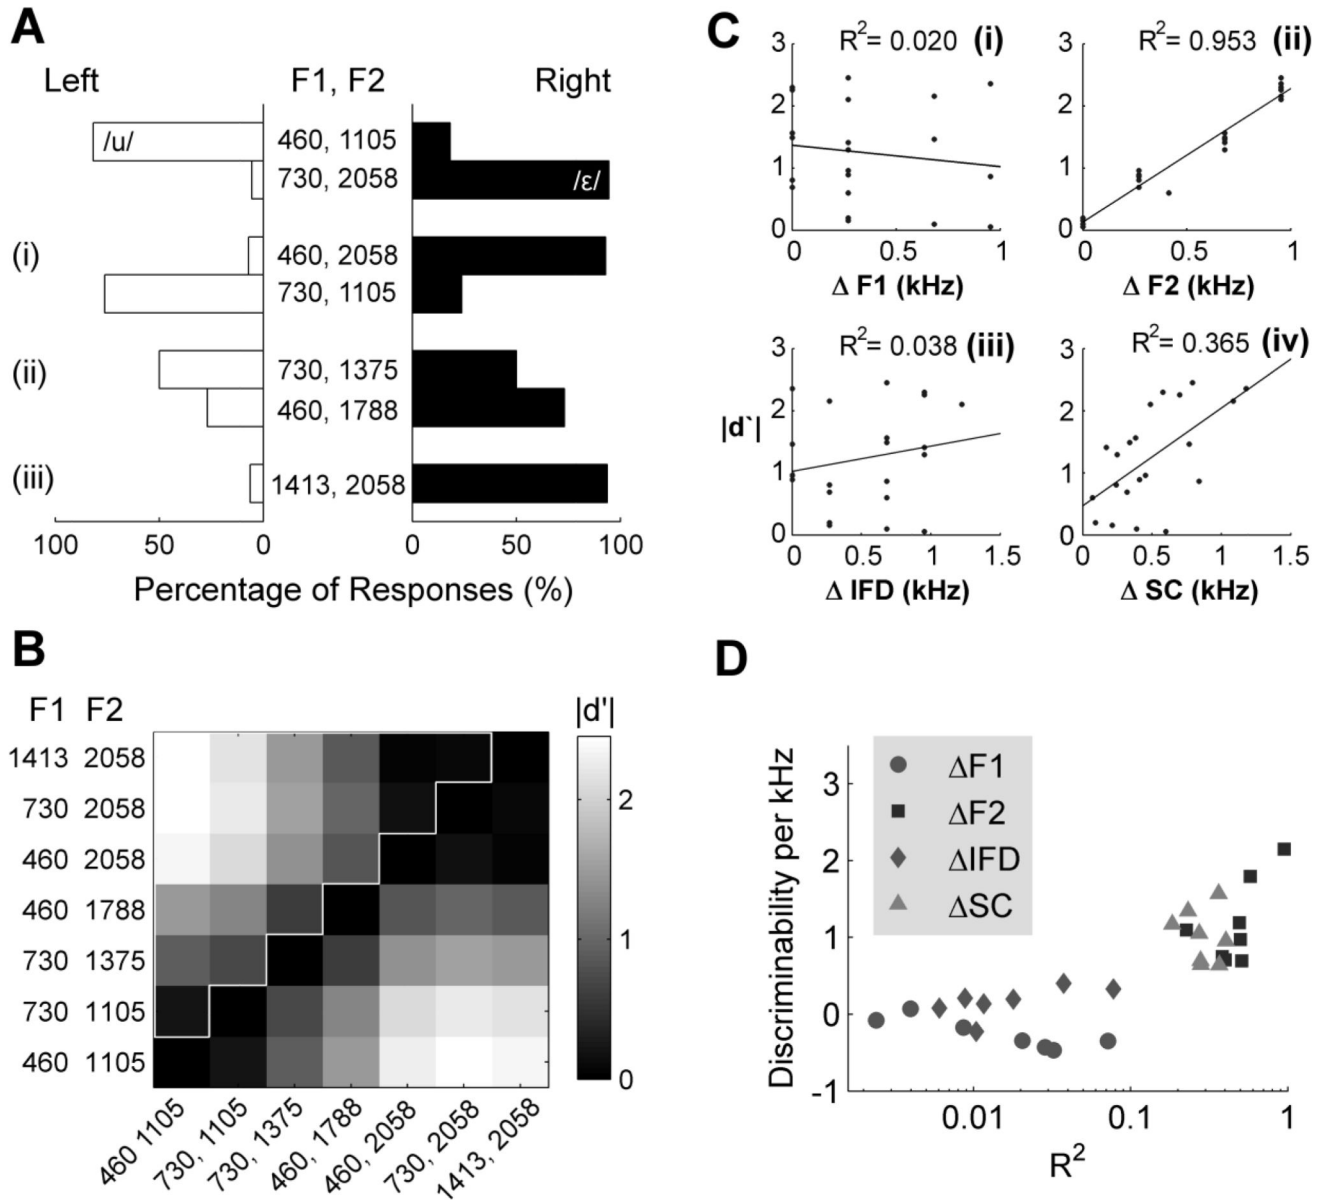 A
Left F1, F2 Right
/u/ 460, 1105
730, 2058 /ɛ/
(i) 460, 2058
730, 1105
(ii) 730, 1375
460, 1788
(iii) 1413, 2058
100 50 0 0 50 100
Percentage of Responses (%)
B
F1 F2 |d'|
1413 2058
730 2058
460 2058
460 1788
730 1375
730 1105
460 1105
2
1
0
460 1105
730, 1105
730, 1375
460, 1788
460, 2058
730, 2058
1413, 2058
C
R²= 0.020 (i)
3
2
1
0
0 0.5 1
Δ F1 (kHz)
R²= 0.953 (ii)
3
2
1
0
0 0.5 1
Δ F2 (kHz)
R²= 0.038 (iii)
3
2
|d`|
1
0
0 0.5 1 1.5
Δ IFD (kHz)
R²= 0.365 (iv)
3
2
1
0
0 0.5 1 1.5
Δ SC (kHz)
D
Discriminability per kHz
3
2
1
0
-1
ΔF1
ΔF2
ΔIFD
ΔSC
0.01 0.1 1
R²